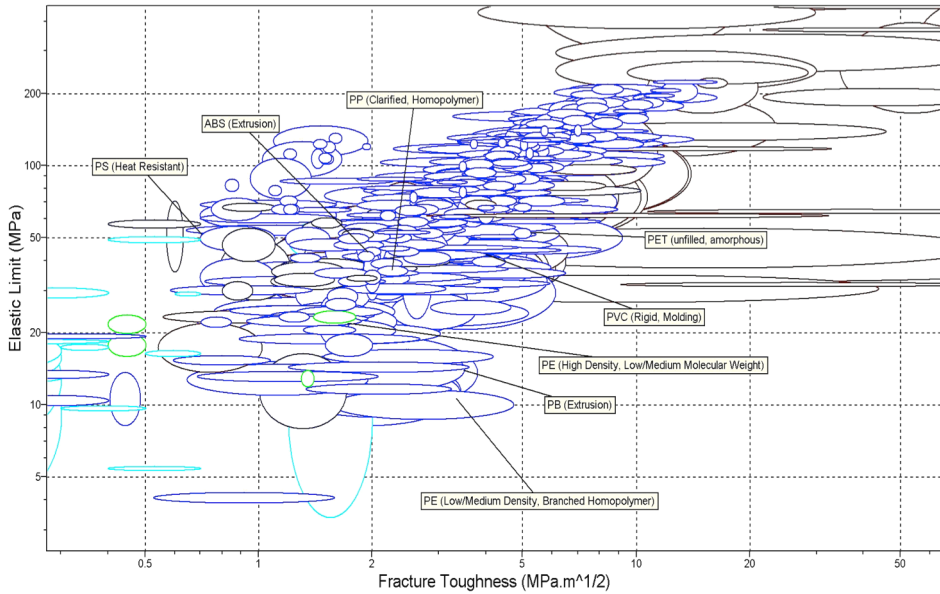 200
PP (Clarified, Homopolymer)
ABS (Extrusion)
100
PS (Heat Resistant)
50
PET (unfilled, amorphous)
PVC (Rigid, Molding)
20
PE (High Density, Low/Medium Molecular Weight)
PB (Extrusion)
10
5
PE (Low/Medium Density, Branched Homopolymer)
Elastic Limit (MPa)
0.5 1 2 5 10 20 50
Fracture Toughness (MPa.m^1/2)